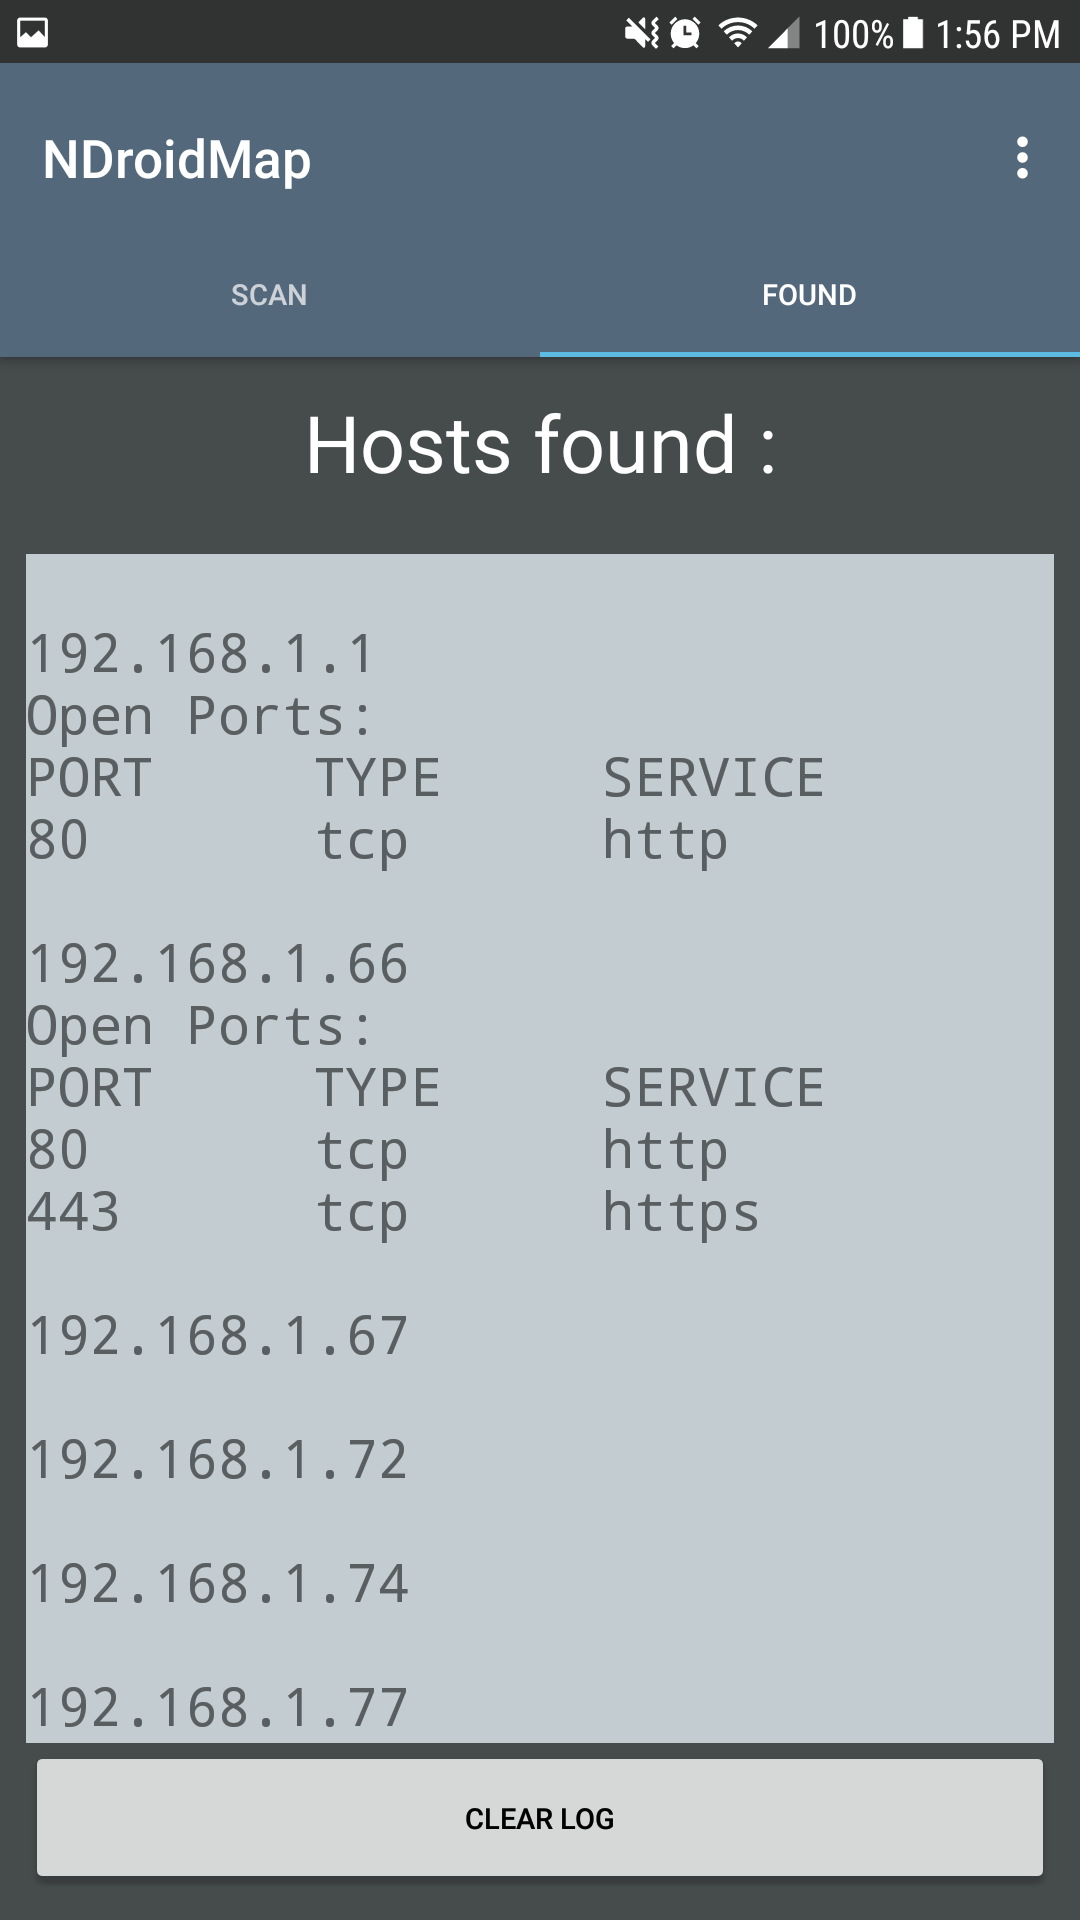 100% 1:56 PM
NDroidMap
SCAN FOUND
Hosts found :
192.168.1.1
Open Ports:
PORT TYPE SERVICE
80 tcp http
192.168.1.66
Open Ports:
PORT TYPE SERVICE
80 tcp http
443 tcp https
192.168.1.67
192.168.1.72
192.168.1.74
192.168.1.77
CLEAR LOG